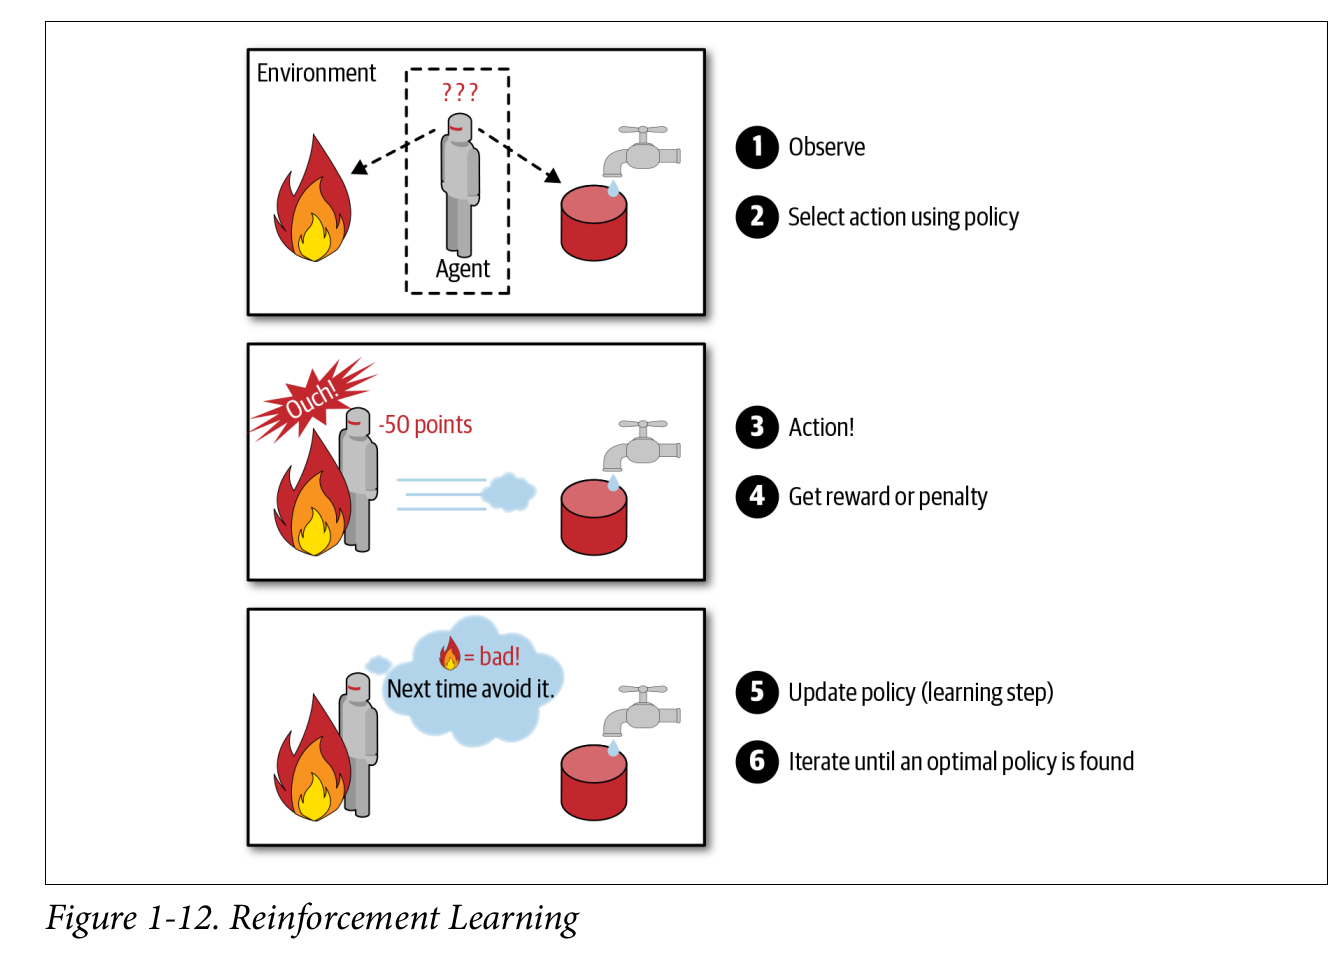 Environment
???
Agent
1 Observe
2 Select action using policy
Ouch!
-50 points
3 Action!
4 Get reward or penalty
= bad!
Next time avoid it.
5 Update policy (learning step)
6 Iterate until an optimal policy is found
Figure 1-12. Reinforcement Learning